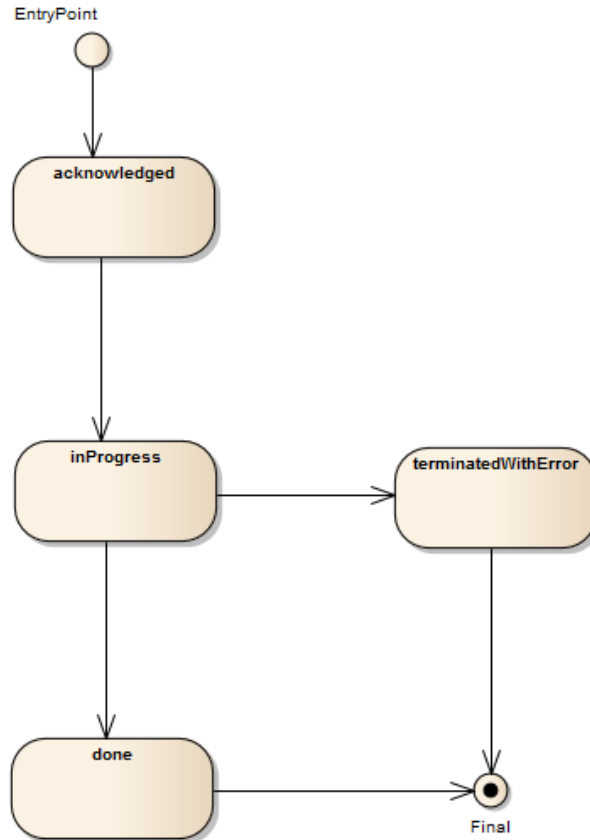 EntryPoint
acknowledged
inProgress
terminatedWithError
done
Final